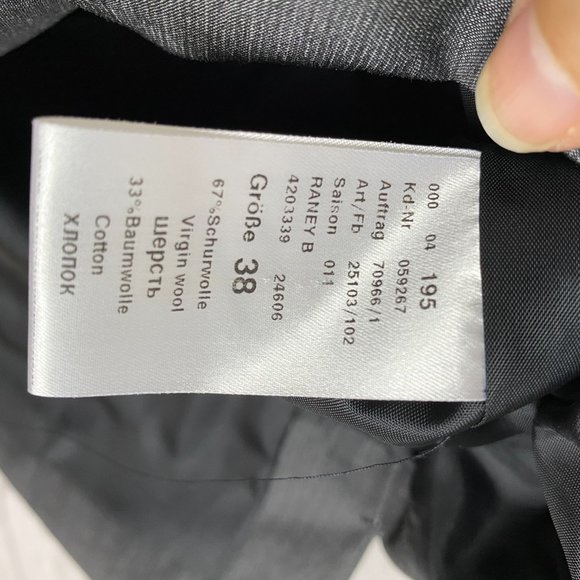 000 04 195
Kd-Nr 059267
Auftrag 70966/1
Art/Fb 25103/102
Saison 011
RANEY B
4203339 24606
Größe 38
67%Schurwolle
Virgin wool
шерсть
33%Baumwolle
Cotton
хлопок